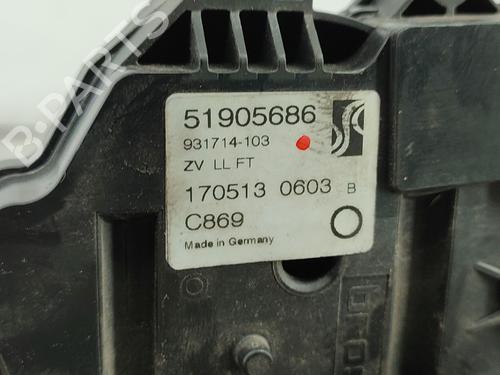 B-PARTS
51905686
931714-103
ZV LL FT
170513 0603 B
C869
Made in Germany